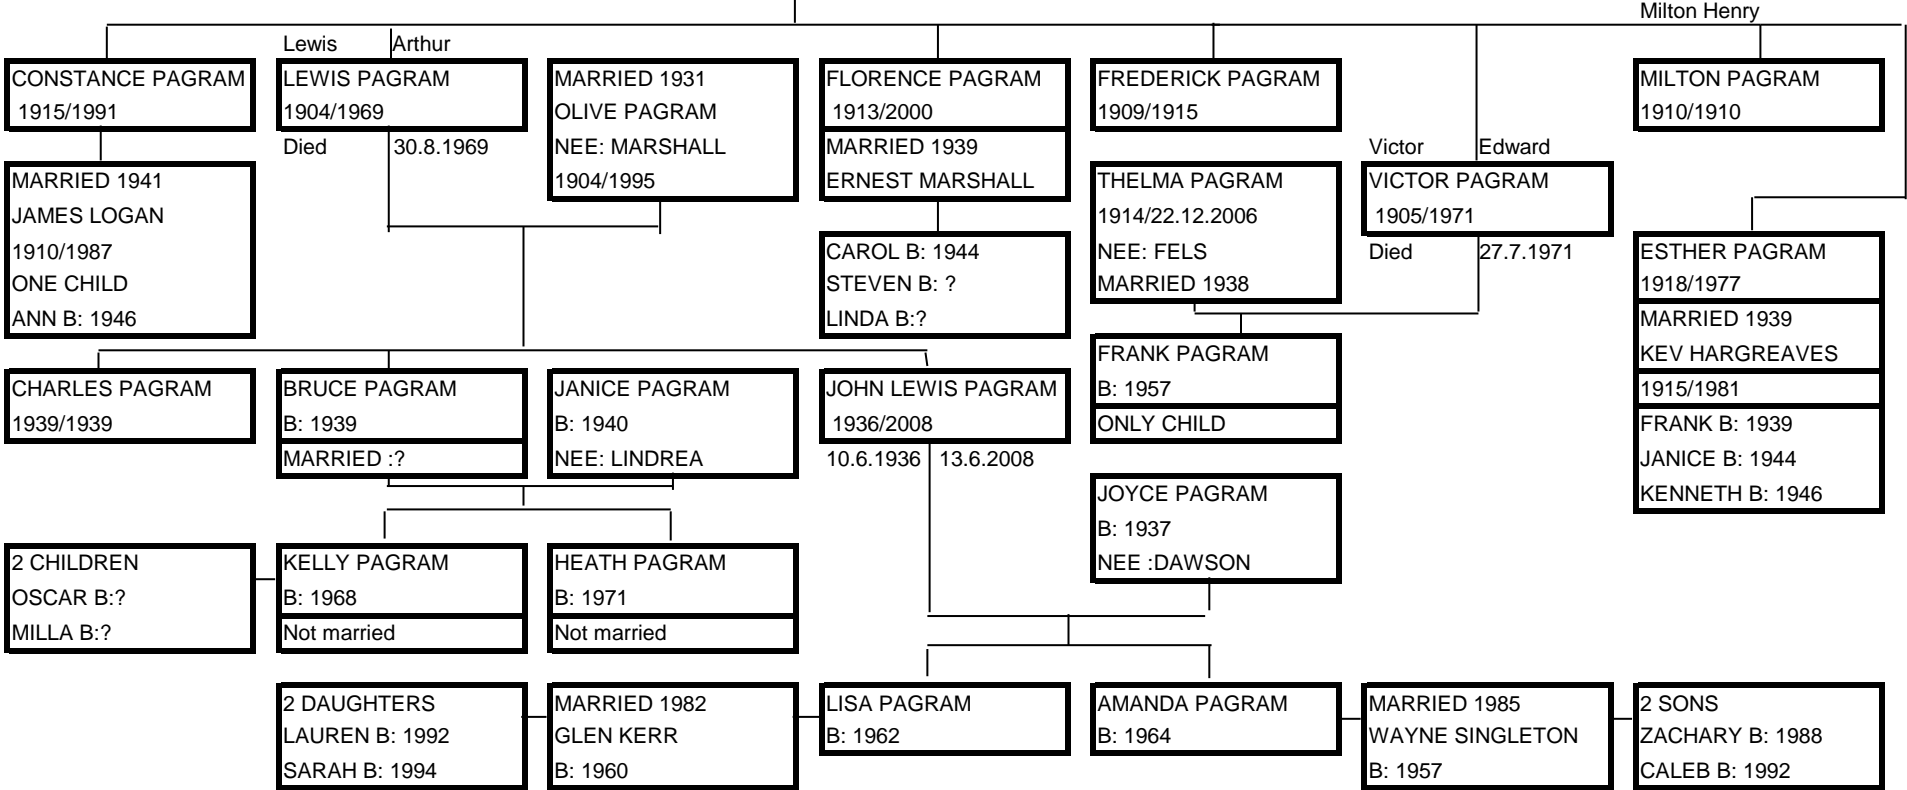 Milton Henry
Lewis Arthur
CONSTANCE PAGRAM
1915/1991
LEWIS PAGRAM
1904/1969
Died 30.8.1969
MARRIED 1931
OLIVE PAGRAM
NEE: MARSHALL
1904/1995
FLORENCE PAGRAM
1913/2000
MARRIED 1939
ERNEST MARSHALL
FREDERICK PAGRAM
1909/1915
MILTON PAGRAM
1910/1910
MARRIED 1941
JAMES LOGAN
1910/1987
ONE CHILD
ANN B: 1946
CAROL B: 1944
STEVEN B: ?
LINDA B:?
THELMA PAGRAM
1914/22.12.2006
NEE: FELS
MARRIED 1938
Victor Edward
VICTOR PAGRAM
1905/1971
Died 27.7.1971
ESTHER PAGRAM
1918/1977
MARRIED 1939
KEV HARGREAVES
1915/1981
FRANK B: 1939
JANICE B: 1944
KENNETH B: 1946
CHARLES PAGRAM
1939/1939
BRUCE PAGRAM
B: 1939
MARRIED :?
JANICE PAGRAM
B: 1940
NEE: LINDREA
JOHN LEWIS PAGRAM
1936/2008
10.6.1936 13.6.2008
FRANK PAGRAM
B: 1957
ONLY CHILD
JOYCE PAGRAM
B: 1937
NEE :DAWSON
2 CHILDREN
OSCAR B:?
MILLA B:?
KELLY PAGRAM
B: 1968
Not married
HEATH PAGRAM
B: 1971
Not married
2 DAUGHTERS
LAUREN B: 1992
SARAH B: 1994
MARRIED 1982
GLEN KERR
B: 1960
LISA PAGRAM
B: 1962
AMANDA PAGRAM
B: 1964
MARRIED 1985
WAYNE SINGLETON
B: 1957
2 SONS
ZACHARY B: 1988
CALEB B: 1992